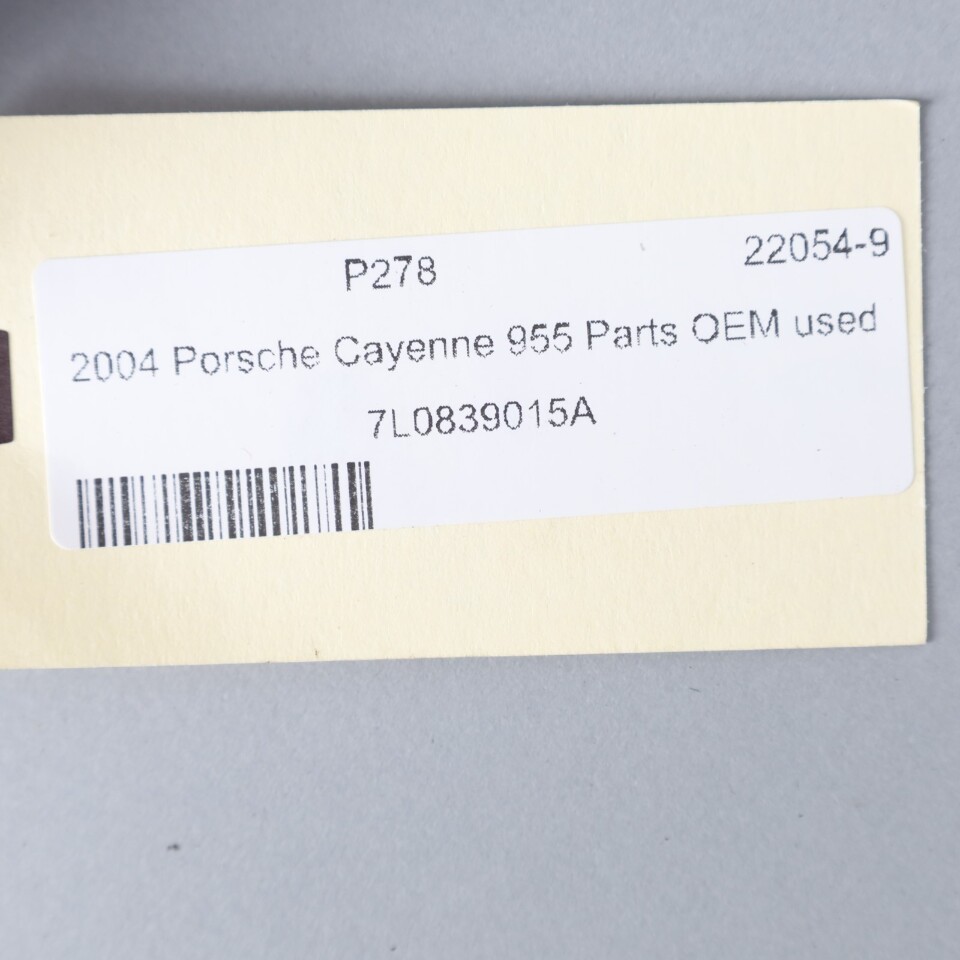 P278 22054-9
2004 Porsche Cayenne 955 Parts OEM used
7L0839015A